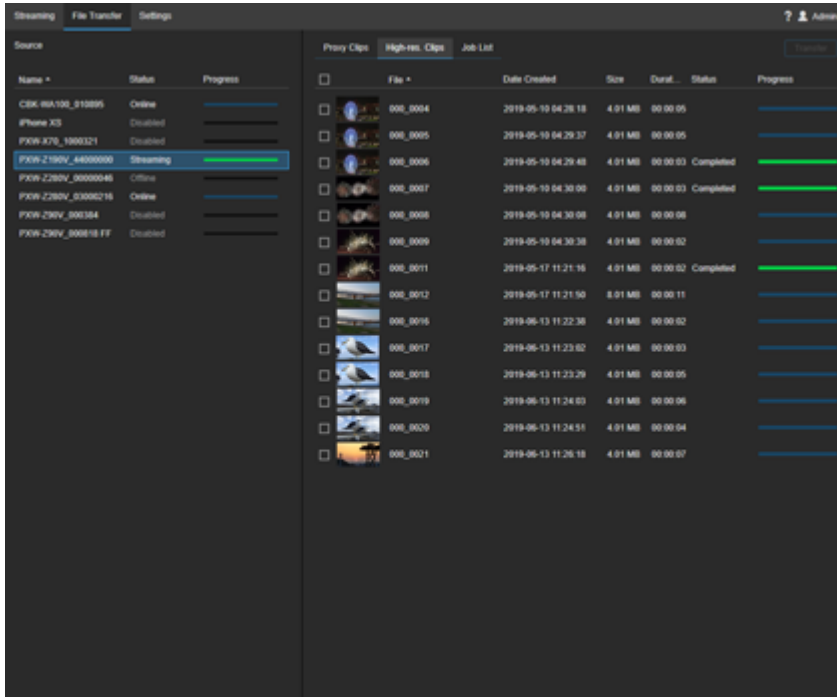 Streaming File Transfer Settings ? Admin
Source
Proxy Clips High-res. Clips Job List Transfer
Name Status Progress
File Date Created Size Durat... Status Progress
CBK-WA100_010895 Online
iPhone XS Disabled
PXW-X70_1000321 Disabled
PXW-Z190V_44000000 Streaming
PXW-Z280V_00000046 Offline
PXW-Z280V_03000216 Online
PXW-Z90V_000384 Disabled
PXW-Z90V_000818 FF Disabled
000_0004 2019-05-10 04:28:18 4.01 MB 00:00:05
000_0005 2019-05-10 04:29:37 4.01 MB 00:00:05
000_0006 2019-05-10 04:29:48 4.01 MB 00:00:03 Completed
000_0007 2019-05-10 04:30:00 4.01 MB 00:00:03 Completed
000_0008 2019-05-10 04:30:08 4.01 MB 00:00:08
000_0009 2019-05-10 04:30:38 4.01 MB 00:00:02
000_0011 2019-05-17 11:21:16 4.01 MB 00:00:02 Completed
000_0012 2019-05-17 11:21:50 8.01 MB 00:00:11
000_0016 2019-06-13 11:22:38 4.01 MB 00:00:02
000_0017 2019-06-13 11:23:02 4.01 MB 00:00:03
000_0018 2019-06-13 11:23:29 4.01 MB 00:00:05
000_0019 2019-06-13 11:24:03 4.01 MB 00:00:06
000_0020 2019-06-13 11:24:51 4.01 MB 00:00:04
000_0021 2019-06-13 11:26:18 4.01 MB 00:00:07